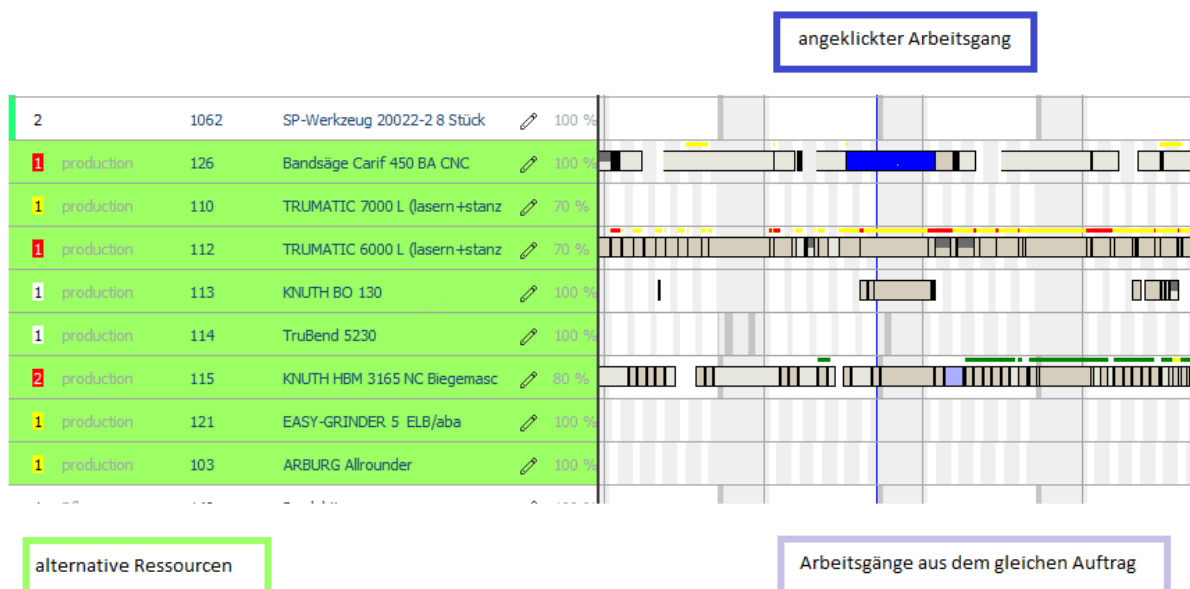 angeklickter Arbeitsgang
2 1062 SP-Werkzeug 20022-2 8 Stück 100 %
1 production 126 Bandsäge Carif 450 BA CNC 100 %
1 production 110 TRUMATIC 7000 L (lasern+stanz 70 %
1 production 112 TRUMATIC 6000 L (lasern+stanz 70 %
1 production 113 KNUTH BO 130 100 %
1 production 114 TruBend 5230 100 %
2 production 115 KNUTH HBM 3165 NC Biegemasc 80 %
1 production 121 EASY-GRINDER 5 ELB/aba 100 %
1 production 103 ARBURG Allrounder 100 %
alternative Ressourcen
Arbeitsgänge aus dem gleichen Auftrag